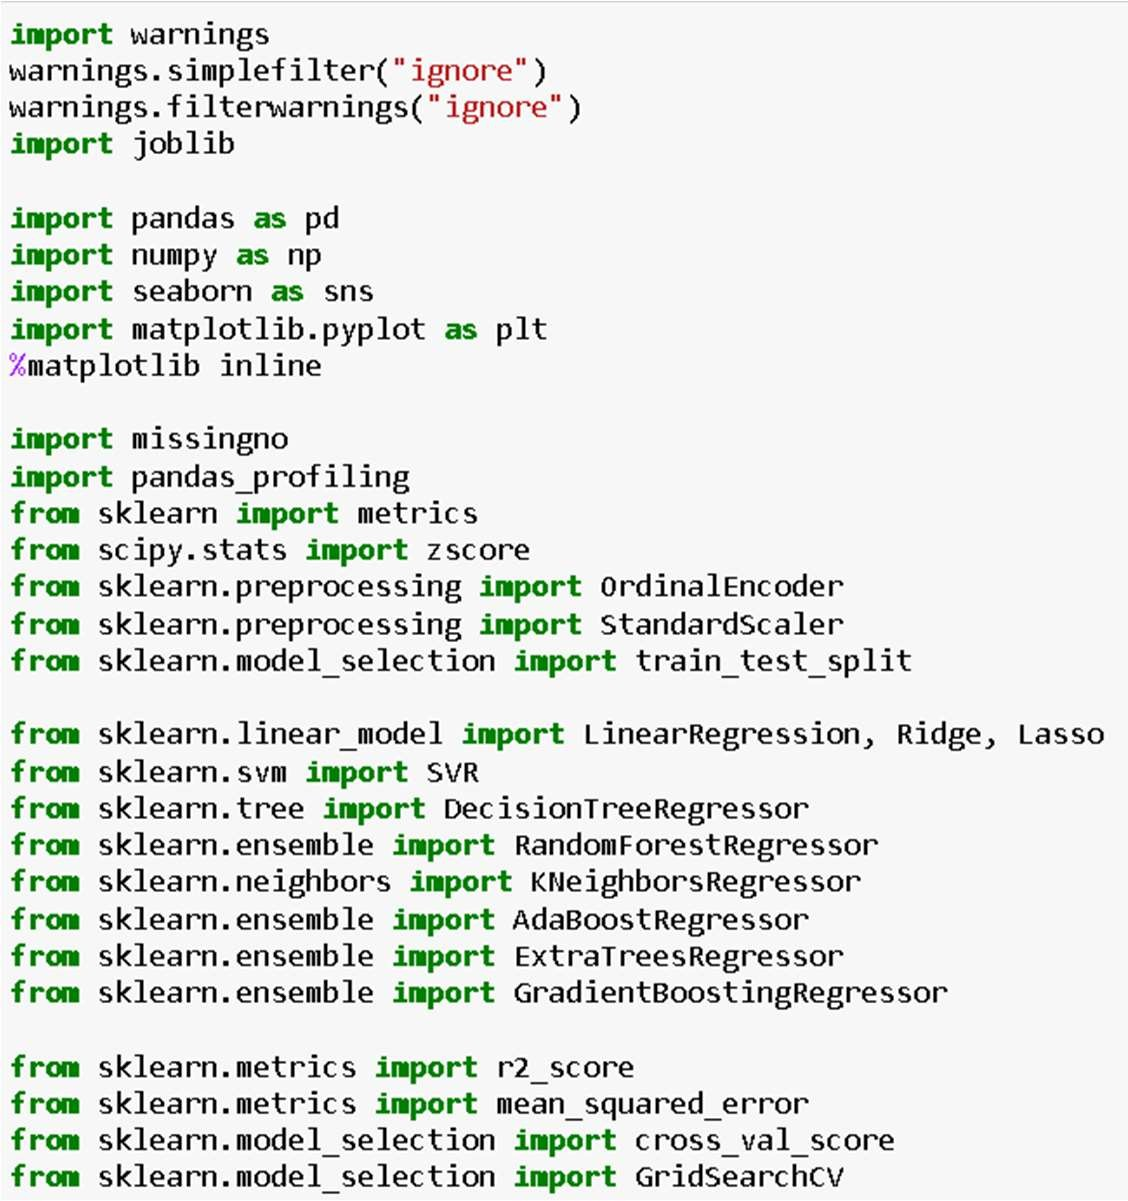 import warnings
warnings.simplefilter("ignore")
warnings.filterwarnings("ignore")
import joblib
import pandas as pd
import numpy as np
import seaborn as sns
import matplotlib.pyplot as plt
%matplotlib inline
import missingno
import pandas_profiling
from sklearn import metrics
from scipy.stats import zscore
from sklearn.preprocessing import OrdinalEncoder
from sklearn.preprocessing import StandardScaler
from sklearn.model_selection import train_test_split
from sklearn.linear_model import LinearRegression, Ridge, Lasso
from sklearn.svm import SVR
from sklearn.tree import DecisionTreeRegressor
from sklearn.ensemble import RandomForestRegressor
from sklearn.neighbors import KNeighborsRegressor
from sklearn.ensemble import AdaBoostRegressor
from sklearn.ensemble import ExtraTreesRegressor
from sklearn.ensemble import GradientBoostingRegressor
from sklearn.metrics import r2_score
from sklearn.metrics import mean_squared_error
from sklearn.model_selection import cross_val_score
from sklearn.model_selection import GridSearchCV